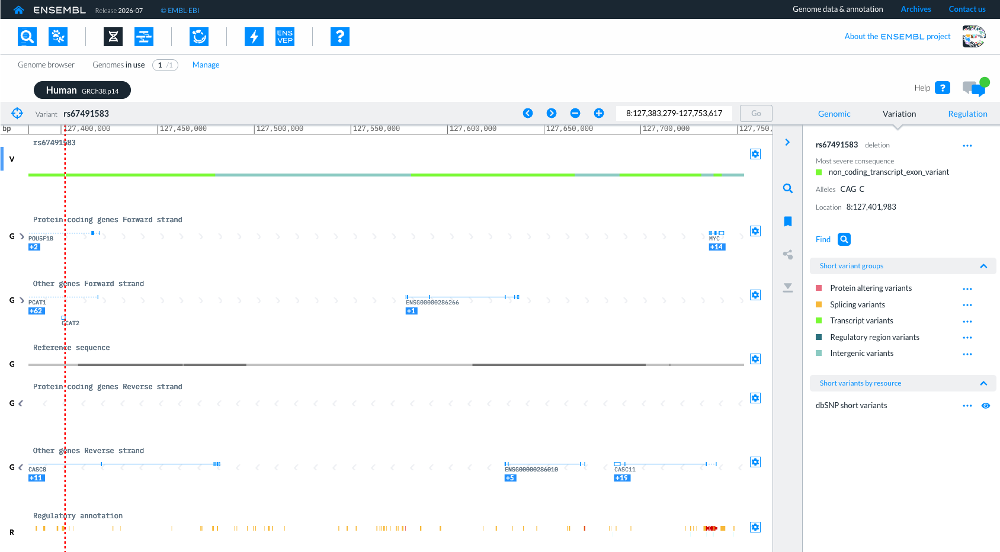 ENSEMBL Release 2026-07 © EMBL-EBI Genome data & annotation Archives Contact us
ENS VEP ? About the ENSEMBL project
Genome browser Genomes in use 1 /1 Manage
Human GRCh38.p14 Help ?
Variant rs67491583 8:127,383,279-127,753,617 Go Genomic Variation Regulation
bp 127,400,000 127,450,000 127,500,000 127,550,000 127,600,000 127,650,000 127,700,000 127,750,
rs67491583
V
Protein coding genes Forward strand
G
POU5F1B MYC
+2 +14
Other genes Forward strand
G
PCAT1 ENSG00000286266
+62 +1
CCAT2
Reference sequence
G
Protein coding genes Reverse strand
G
Other genes Reverse strand
G
CASC8 ENSG00000286010 CASC11
+11 +5 +19
Regulatory annotation
R
rs67491583 deletion
Most severe consequence
non_coding_transcript_exon_variant
Alleles CAG C
Location 8:127,401,983
Find
Short variant groups
Protein altering variants
Splicing variants
Transcript variants
Regulatory region variants
Intergenic variants
Short variants by resource
dbSNP short variants